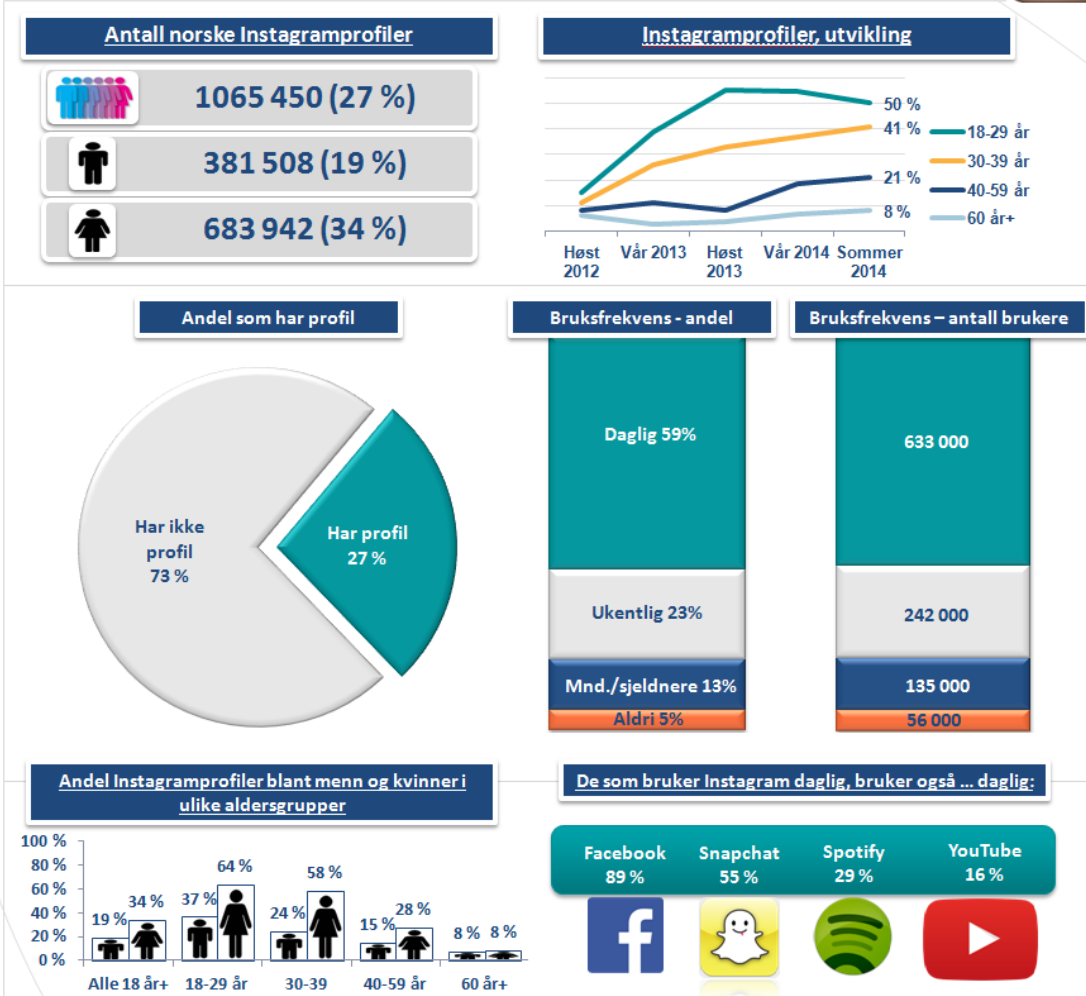 Antall norske Instagramprofiler
1065 450 (27 %)
381 508 (19 %)
683 942 (34 %)
Instagramprofiler, utvikling
50 %
41 %
21 %
8 %
18-29 år
30-39 år
40-59 år
60 år+
Høst
2012
Vår 2013
Høst
2013
Vår 2014
Sommer
2014
Andel som har profil
Har ikke
profil
73 %
Har profil
27 %
Bruksfrekvens - andel
Daglig 59%
Ukentlig 23%
Mnd./sjeldnere 13%
Aldri 5%
Bruksfrekvens – antall brukere
633 000
242 000
135 000
56 000
Andel Instagramprofiler blant menn og kvinner i
ulike aldersgrupper
100 %
80 %
60 %
40 %
20 %
0 %
19 %
34 %
37 %
64 %
24 %
58 %
15 %
28 %
8 %
8 %
Alle 18 år+
18-29 år
30-39
40-59 år
60 år+
De som bruker Instagram daglig, bruker også ... daglig:
Facebook
89 %
Snapchat
55 %
Spotify
29 %
YouTube
16 %